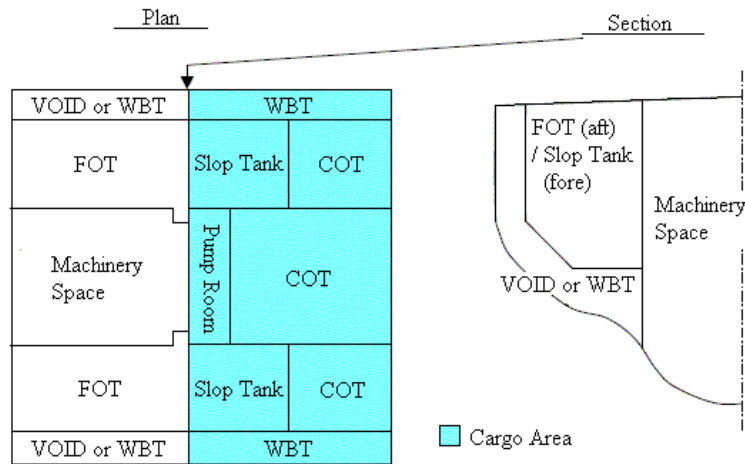 Plan
Section
VOID or WBT
WBT
FOT
Slop Tank
COT
Machinery
Space
Pump Room
COT
FOT
Slop Tank
COT
VOID or WBT
WBT
FOT (aft)
/ Slop Tank
(fore)
Machinery
Space
VOID or WBT
Cargo Area